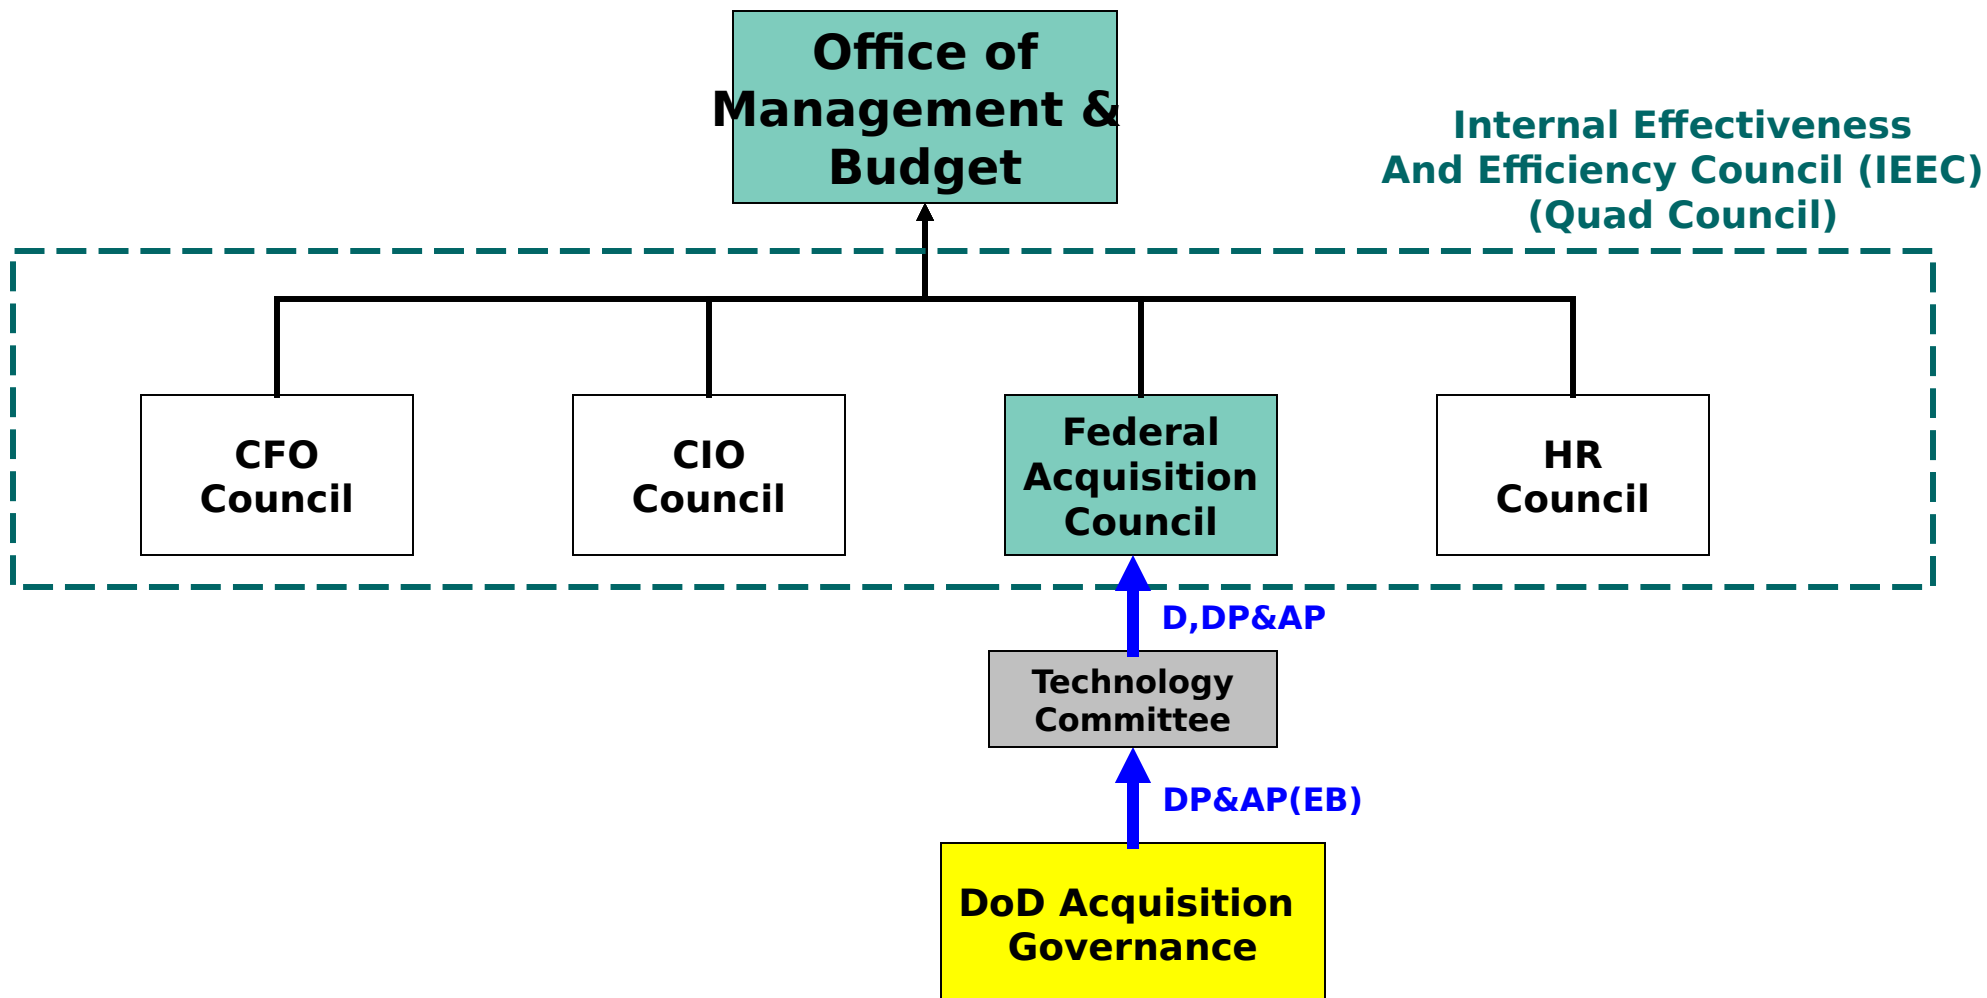 Office of
Management &
Budget
Internal Effectiveness
And Efficiency Council (IEEC)
(Quad Council)
CFO
Council
CIO
Council
Federal
Acquisition
Council
HR
Council
D,DP&AP
Technology
Committee
DP&AP(EB)
DoD Acquisition
Governance